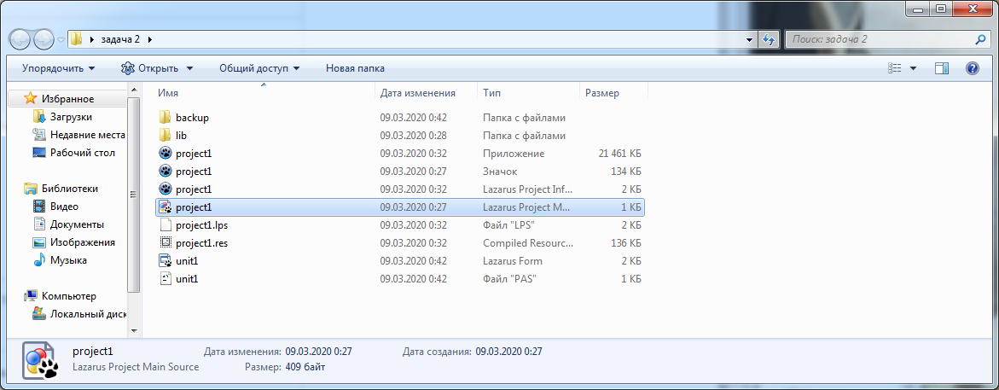 задача 2
Поиск: задача 2
Упорядочить Открыть Общий доступ Новая папка
Избранное
Загрузки
Недавние места
Рабочий стол
Библиотеки
Видео
Документы
Изображения
Музыка
Компьютер
Локальный диск
Имя Дата изменения Тип Размер
backup 09.03.2020 0:42 Папка с файлами
lib 09.03.2020 0:28 Папка с файлами
project1 09.03.2020 0:32 Приложение 21 461 КБ
project1 09.03.2020 0:27 Значок 134 КБ
project1 09.03.2020 0:32 Lazarus Project Inf... 2 КБ
project1 09.03.2020 0:27 Lazarus Project M... 1 КБ
project1.lps 09.03.2020 0:32 Файл "LPS" 2 КБ
project1.res 09.03.2020 0:32 Compiled Resourc... 136 КБ
unit1 09.03.2020 0:42 Lazarus Form 2 КБ
unit1 09.03.2020 0:42 Файл "PAS" 1 КБ
project1 Дата изменения: 09.03.2020 0:27 Дата создания: 09.03.2020 0:27
Lazarus Project Main Source Размер: 409 байт